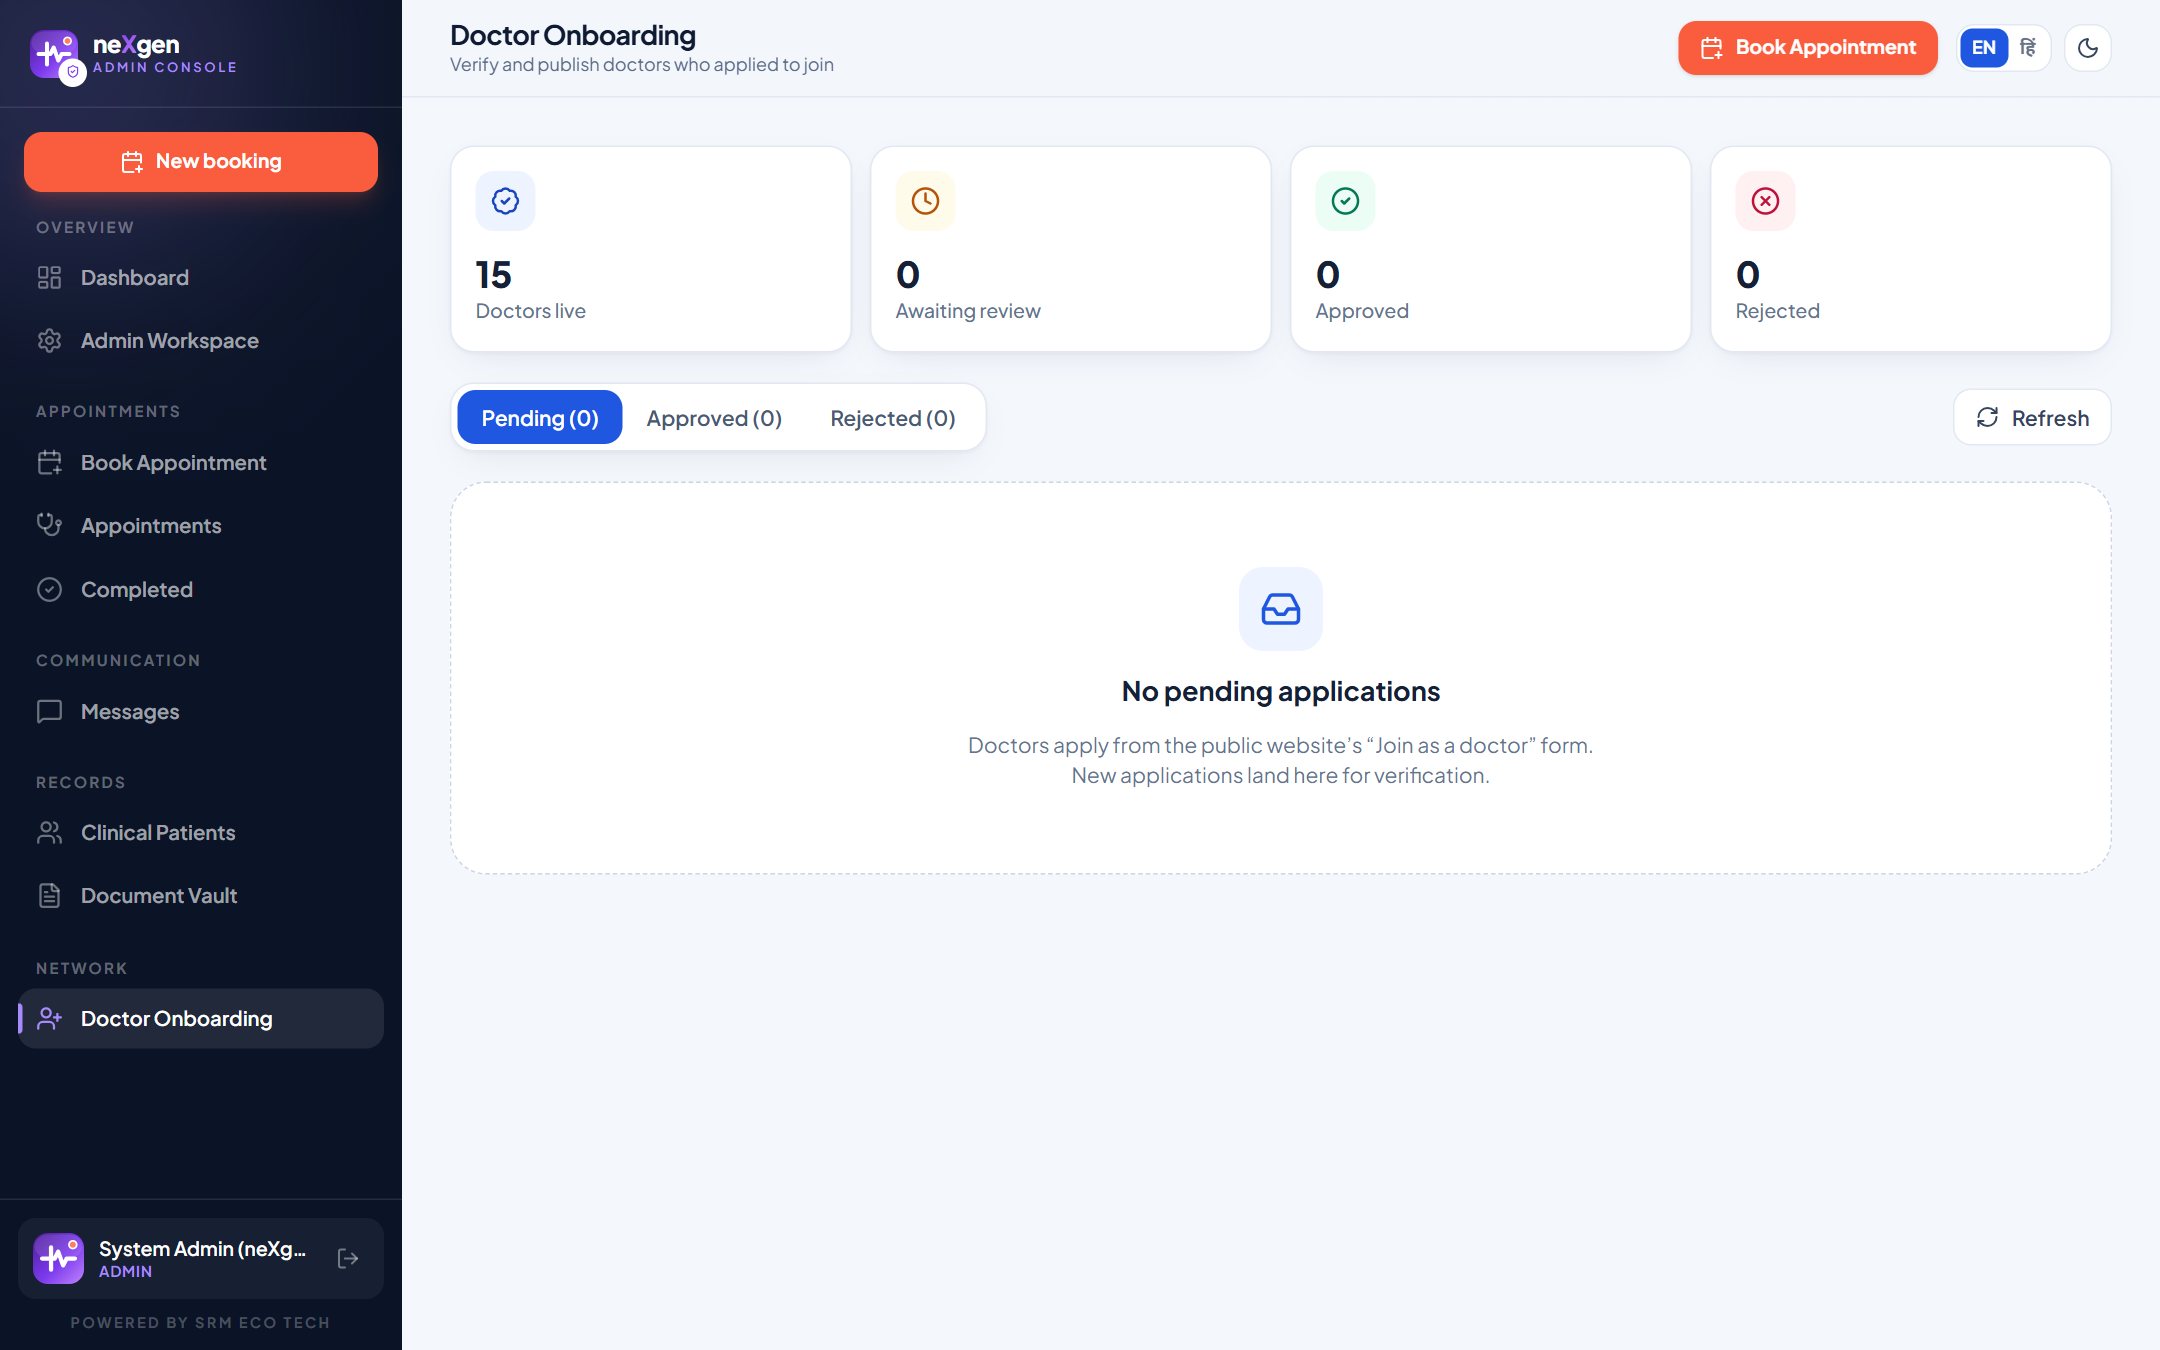 neXgen
ADMIN CONSOLE
New booking
OVERVIEW
Dashboard
Admin Workspace
APPOINTMENTS
Book Appointment
Appointments
Completed
COMMUNICATION
Messages
RECORDS
Clinical Patients
Document Vault
NETWORK
Doctor Onboarding
System Admin (neXg...
ADMIN
POWERED BY SRM ECO TECH
Doctor Onboarding
Verify and publish doctors who applied to join
Book Appointment
EN
हिं
15
Doctors live
0
Awaiting review
0
Approved
0
Rejected
Pending (0)
Approved (0)
Rejected (0)
Refresh
No pending applications
Doctors apply from the public website’s “Join as a doctor” form.
New applications land here for verification.